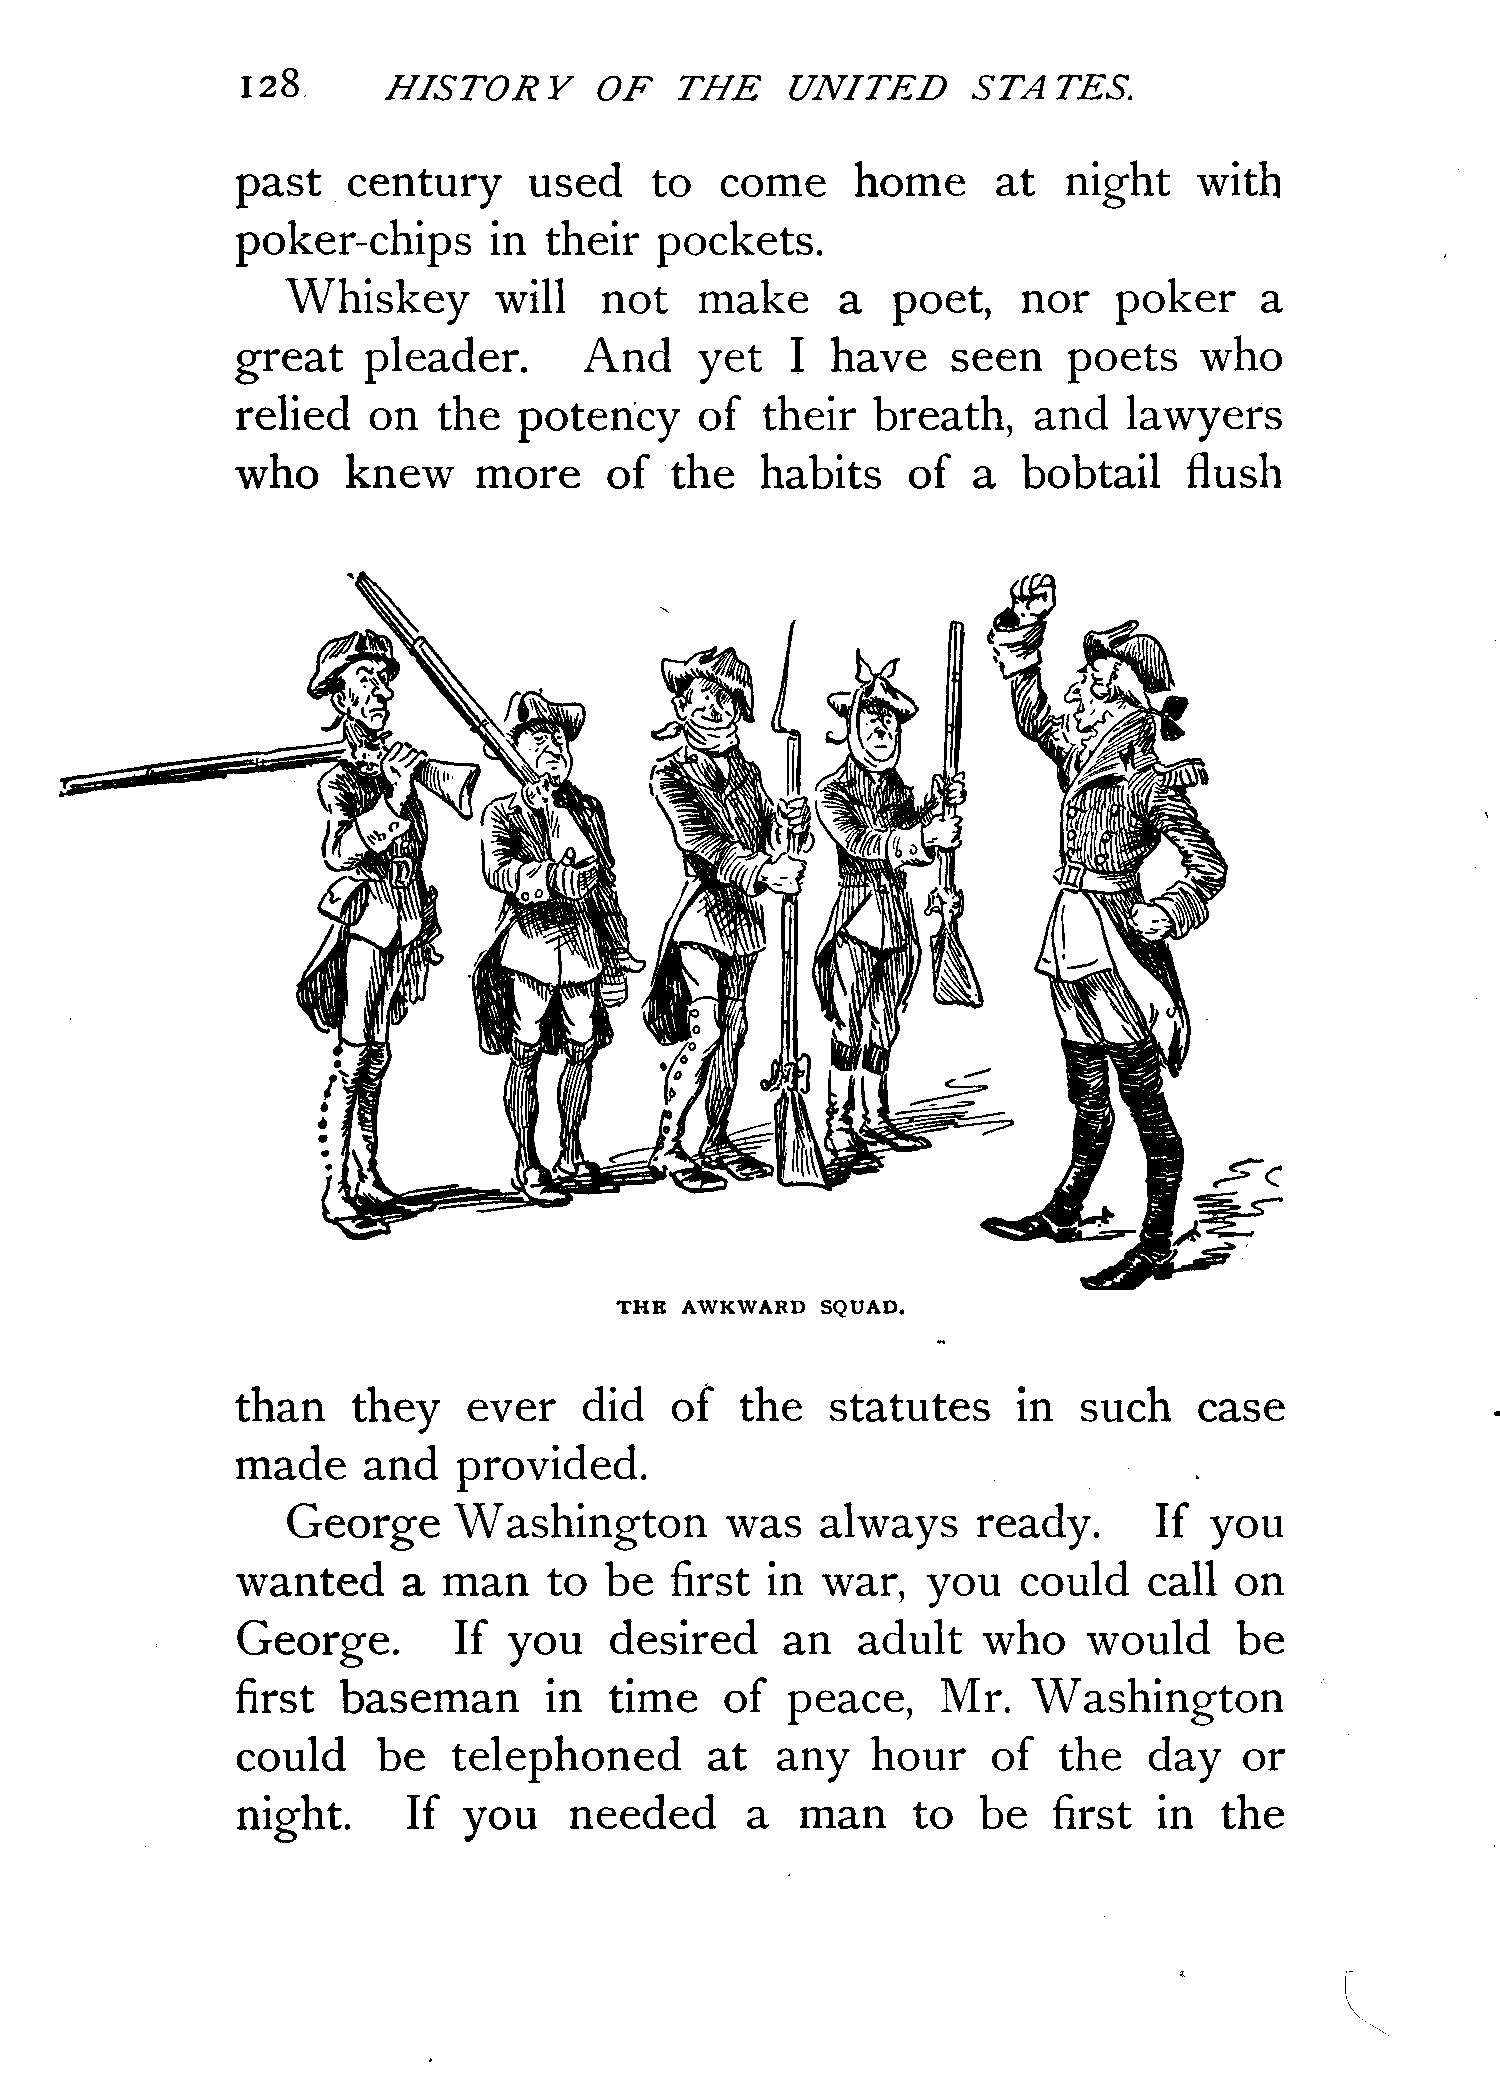 128 HISTORY OF THE UNITED STATES.
past century used to come home at night with
poker-chips in their pockets.
Whiskey will not make a poet, nor poker a
great pleader. And yet I have seen poets who
relied on the potency of their breath, and lawyers
who knew more of the habits of a bobtail flush
THE AWKWARD SQUAD.
than they ever did of the statutes in such case
made and provided.
George Washington was always ready. If you
wanted a man to be first in war, you could call on
George. If you desired an adult who would be
first baseman in time of peace, Mr. Washington
could be telephoned at any hour of the day or
night. If you needed a man to be first in the